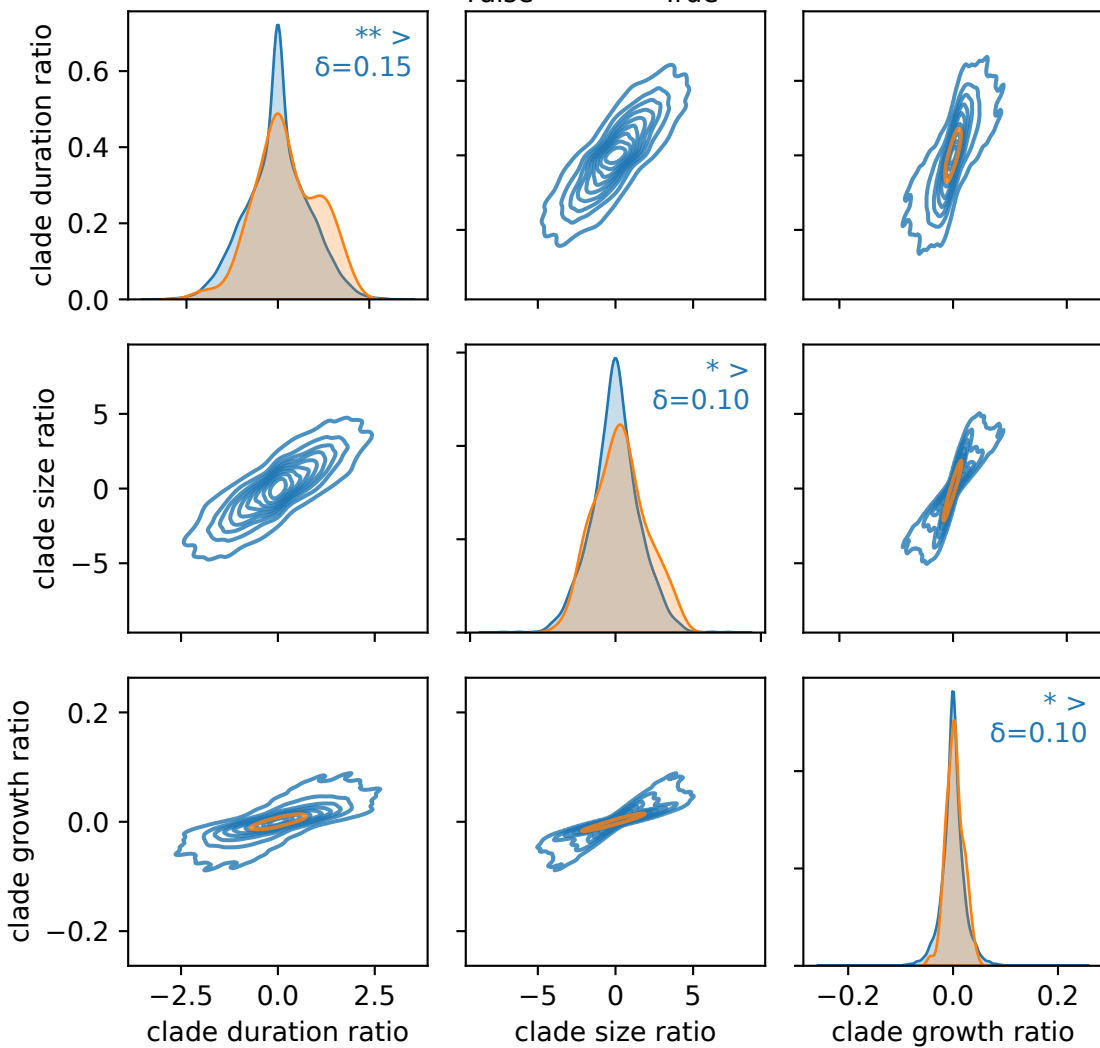 True
clade duration ratio
0.6
0.4
0.2
0.0
** >
δ=0.15
clade size ratio
5
0
−5
* >
δ=0.10
clade growth ratio
0.2
0.0
−0.2
* >
δ=0.10
−2.5 0.0 2.5
−5 0 5
−0.2 0.0 0.2
clade duration ratio
clade size ratio
clade growth ratio